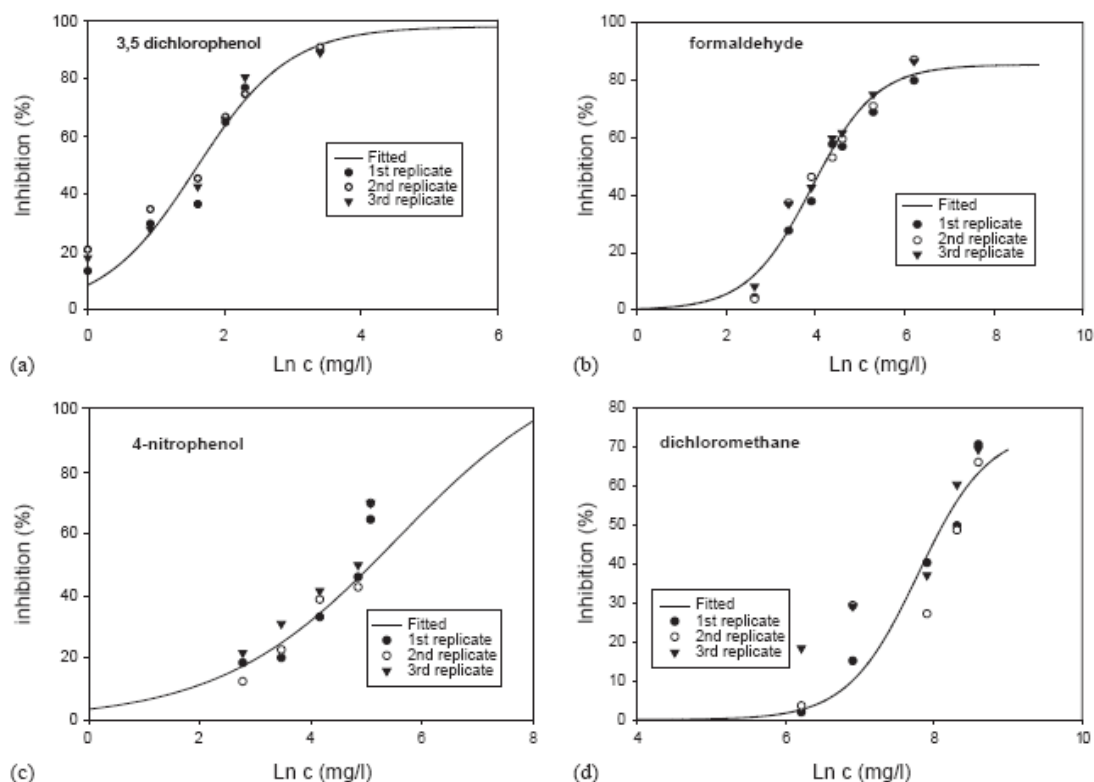 100
80
60
40
20
0
Inhibition (%)
3,5 dichlorophenol
Fitted
1st replicate
2nd replicate
3rd replicate
0 2 4 6
(a) Ln c (mg/l)
100
80
60
40
20
0
Inhibition (%)
formaldehyde
Fitted
1st replicate
2nd replicate
3rd replicate
0 2 4 6 8 10
(b) Ln c (mg/l)
100
80
60
40
20
0
inhibition (%)
4-nitrophenol
Fitted
1st replicate
2nd replicate
3rd replicate
0 2 4 6 8
(c) Ln c (mg/l)
80
70
60
50
40
30
20
10
0
Inhibition (%)
dichloromethane
Fitted
1st replicate
2nd replicate
3rd replicate
4 6 8 10
(d) Ln c (mg/l)